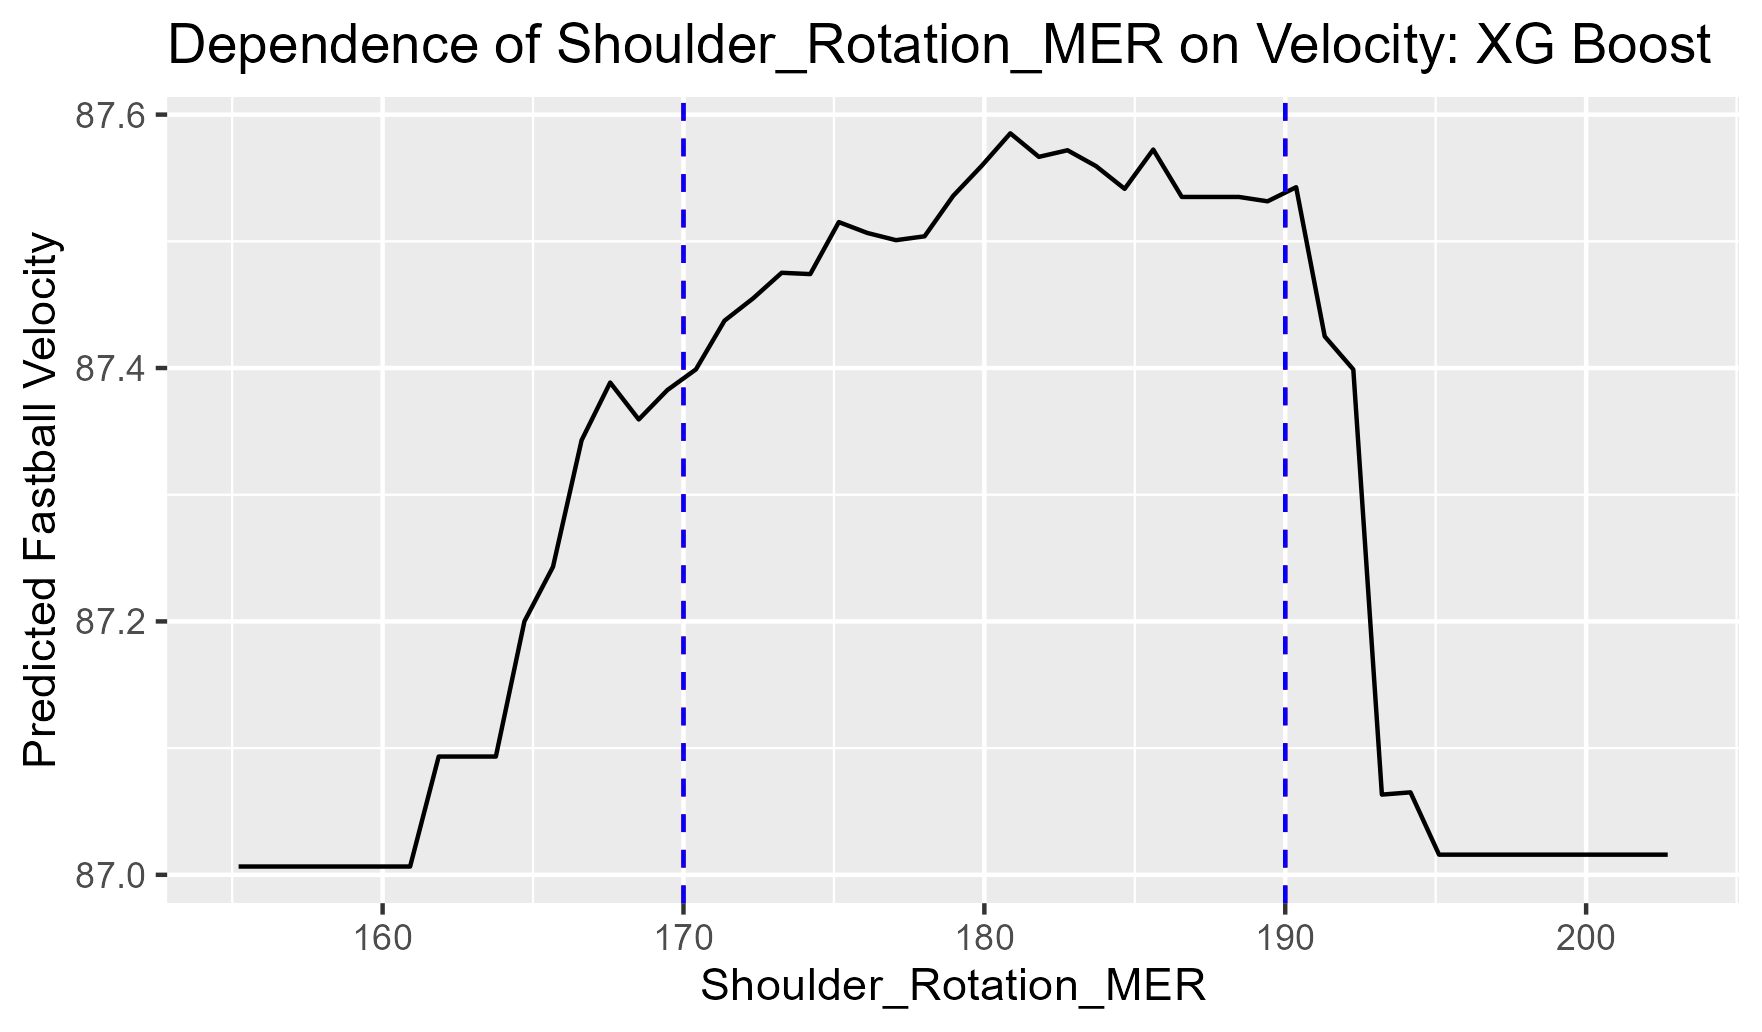 Dependence of Shoulder_Rotation_MER on Velocity: XG Boost
87.6
87.4
87.2
87.0
Predicted Fastball Velocity
160 170 180 190 200
Shoulder_Rotation_MER